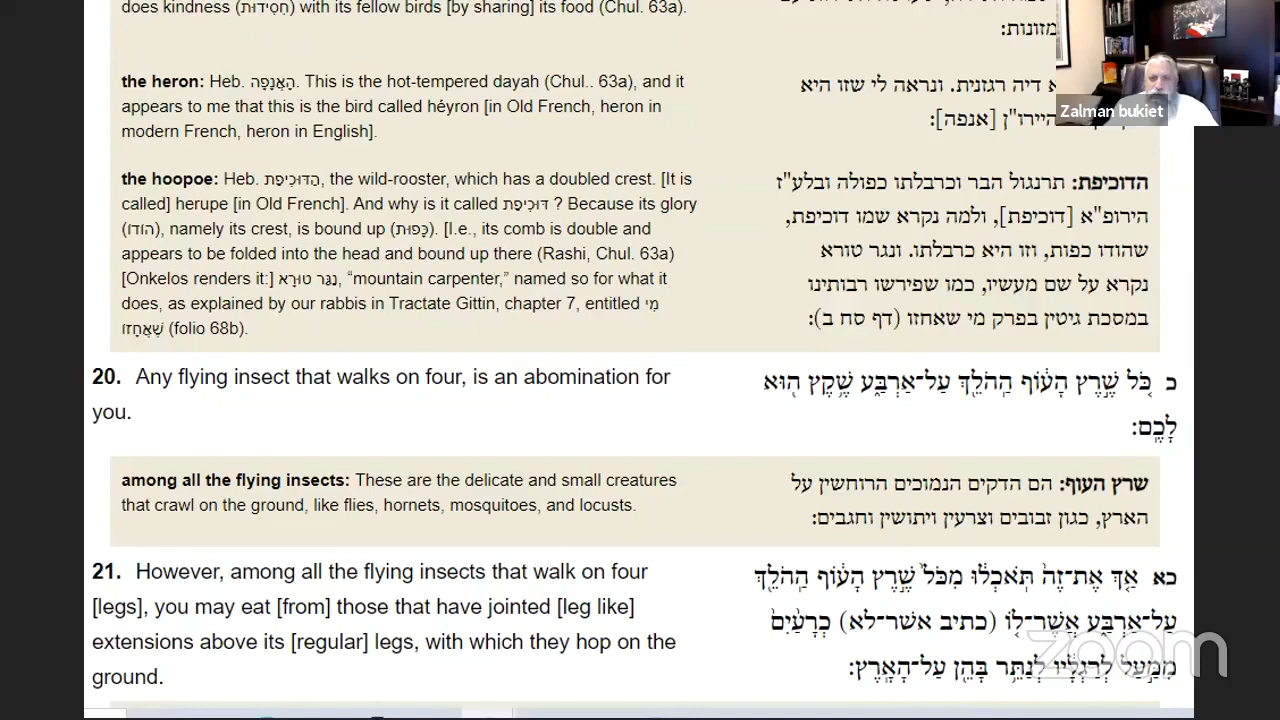 does kindness (חֲסִידוּת) with its fellow birds [by sharing] its food (Chul. 63a).
מזונות:
the heron: Heb. הָאֲנָפָה. This is the hot-tempered dayah (Chul.. 63a), and it
appears to me that this is the bird called héyron [in Old French, heron in
modern French, heron in English].
א דיה רגזנית. ונראה לי שזו היא
היירו"ן [אנפה]:
Zalman bukiet
the hoopoe: Heb. הַדּוּכִיפַת, the wild-rooster, which has a doubled crest. [It is
called] herupe [in Old French]. And why is it called דּוּכִיפַת ? Because its glory
(הוֹדוֹ), namely its crest, is bound up (כָּפוּת). [I.e., its comb is double and
appears to be folded into the head and bound up there (Rashi, Chul. 63a)
[Onkelos renders it:] נַגַּר טוּרָא, “mountain carpenter,” named so for what it
does, as explained by our rabbis in Tractate Gittin, chapter 7, entitled מִי
שֶׁאֲחָזוֹ (folio 68b).
הדוכיפת: תרנגול הבר וכרבלתו כפולה ובלע"ז
הירופ"א [דוכיפת], ולמה נקרא שמו דוכיפת,
שהודו כפות, וזו היא כרבלתו. ונגר טורא
נקרא על שם מעשיו, כמו שפירשו רבותינו
במסכת גיטין בפרק מי שאחזו (דף סח ב):
20. Any flying insect that walks on four, is an abomination for
you.
כ כֹּ֚ל שֶׁ֣רֶץ הָע֔וֹף הַֽהֹלֵ֖ךְ עַל־אַרְבַּ֑ע שֶׁ֥קֶץ ה֖וּא
לָכֶֽם:
among all the flying insects: These are the delicate and small creatures
that crawl on the ground, like flies, hornets, mosquitoes, and locusts.
שרץ העוף: הם הדקים הנמוכים הרוחשין על
הארץ, כגון זבובים וצרעין ויתושין וחגבים:
21. However, among all the flying insects that walk on four
[legs], you may eat [from] those that have jointed [leg like]
extensions above its [regular] legs, with which they hop on the
ground.
כא אַ֤ךְ אֶת־זֶה֙ תֹּֽאכְל֔וּ מִכֹּל֙ שֶׁ֣רֶץ הָע֔וֹף הַֽהֹלֵ֖ךְ
עַל־אַרְבַּ֑ע אֲשֶׁר־ל֤וֹ (כתיב אשר־לא) כְרָעַ֨יִם֙
מִמַּ֣עַל לְרַגְלָ֔יו לְנַתֵּ֥ר בָּהֵ֖ן עַל־הָאָֽרֶץ:
zoom